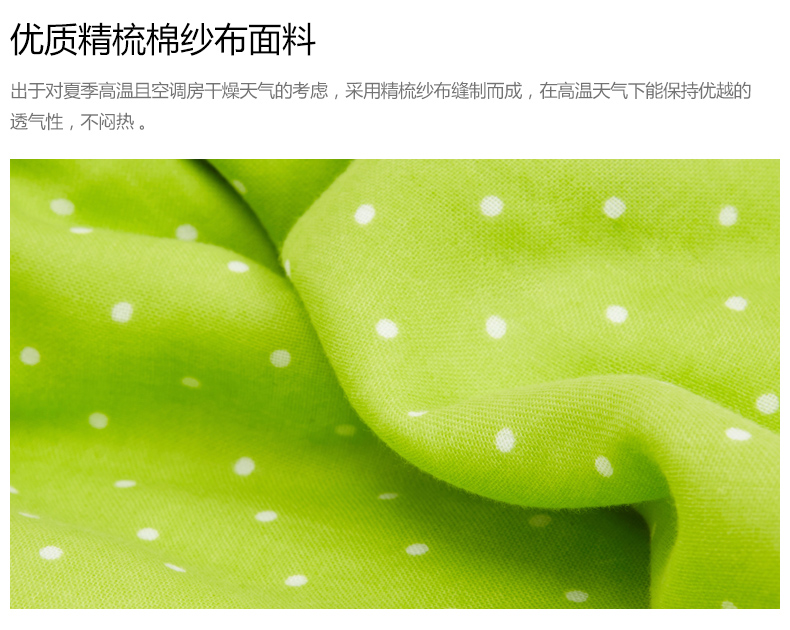 优质精梳棉纱布面料
出于对夏季高温且空调房干燥天气的考虑，采用精梳纱布缝制而成，在高温天气下能保持优越的
透气性，不闷热。